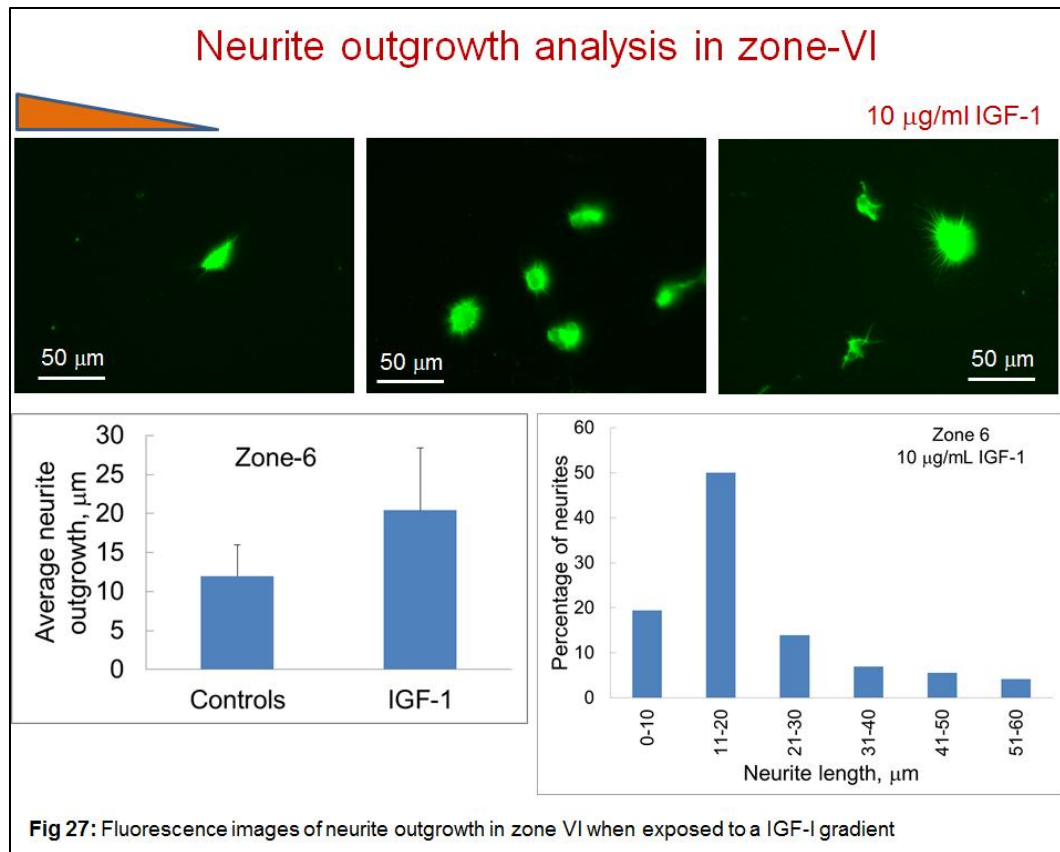 Neurite outgrowth analysis in zone-VI
10 μg/ml IGF-1
50 μm
50 μm
50 μm
Average neurite
outgrowth, μm
30
25
20
15
10
5
0
Zone-6
Controls
IGF-1
Percentage of neurites
60
50
40
30
20
10
0
Zone 6
10 μg/mL IGF-1
0-10
11-20
21-30
31-40
41-50
51-60
Neurite length, μm
Fig 27: Fluorescence images of neurite outgrowth in zone VI when exposed to a IGF-I gradient